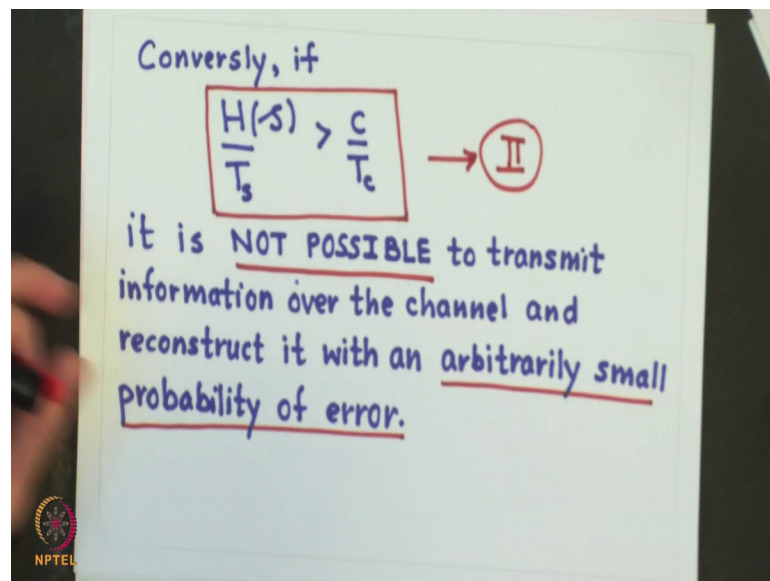 Conversly, if
H(S)/Ts > C/Tc → II
it is NOT POSSIBLE to transmit
information over the channel and
reconstruct it with an arbitrarily small
probability of error.
NPTEL